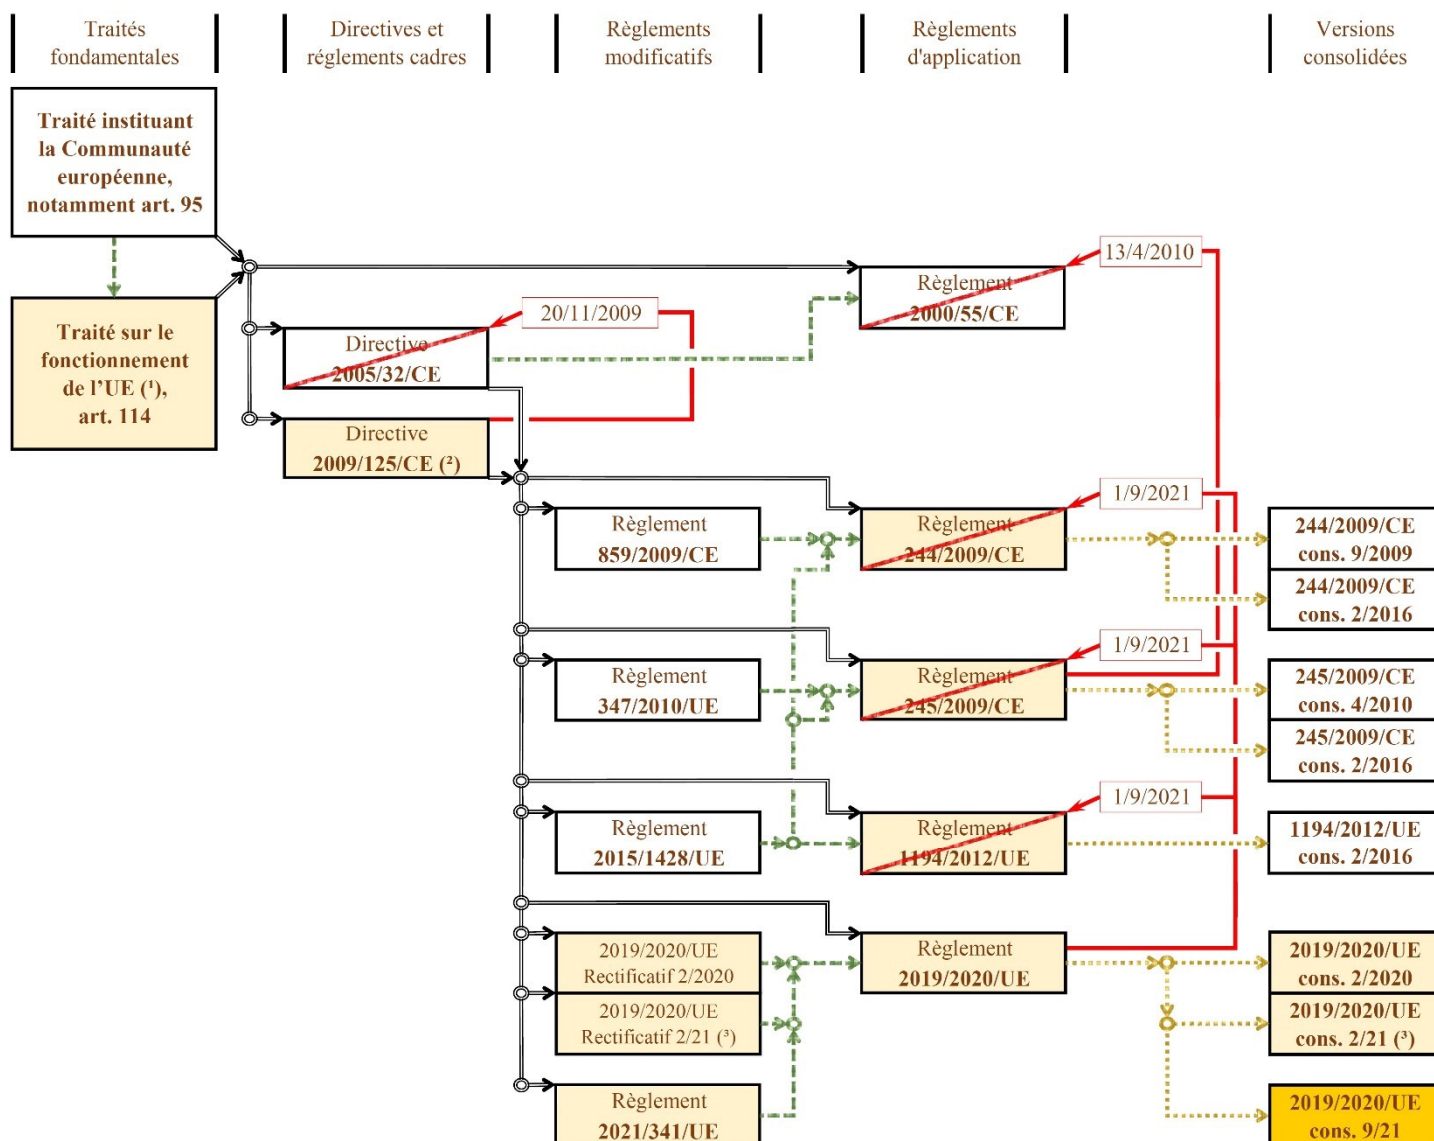 Traités
fondamentales
Directives et
réglements cadres
Règlements
modificatifs
Règlements
d'application
Versions
consolidées
Traité instituant
la Communauté
européenne,
notamment art. 95
Traité sur le
fonctionnement
de l'UE (¹),
art. 114
13/4/2010
Règlement
2000/55/CE
20/11/2009
Directive
2005/32/CE
Directive
2009/125/CE (²)
1/9/2021
Règlement
859/2009/CE
Règlement
244/2009/CE
244/2009/CE
cons. 9/2009
244/2009/CE
cons. 2/2016
1/9/2021
Règlement
347/2010/UE
Règlement
245/2009/CE
245/2009/CE
cons. 4/2010
245/2009/CE
cons. 2/2016
1/9/2021
Règlement
2015/1428/UE
Règlement
1194/2012/UE
1194/2012/UE
cons. 2/2016
2019/2020/UE
Rectificatif 2/2020
2019/2020/UE
Rectificatif 2/21 (³)
Règlement
2019/2020/UE
2019/2020/UE
cons. 2/2020
2019/2020/UE
cons. 2/21 (³)
Règlement
2021/341/UE
2019/2020/UE
cons. 9/21